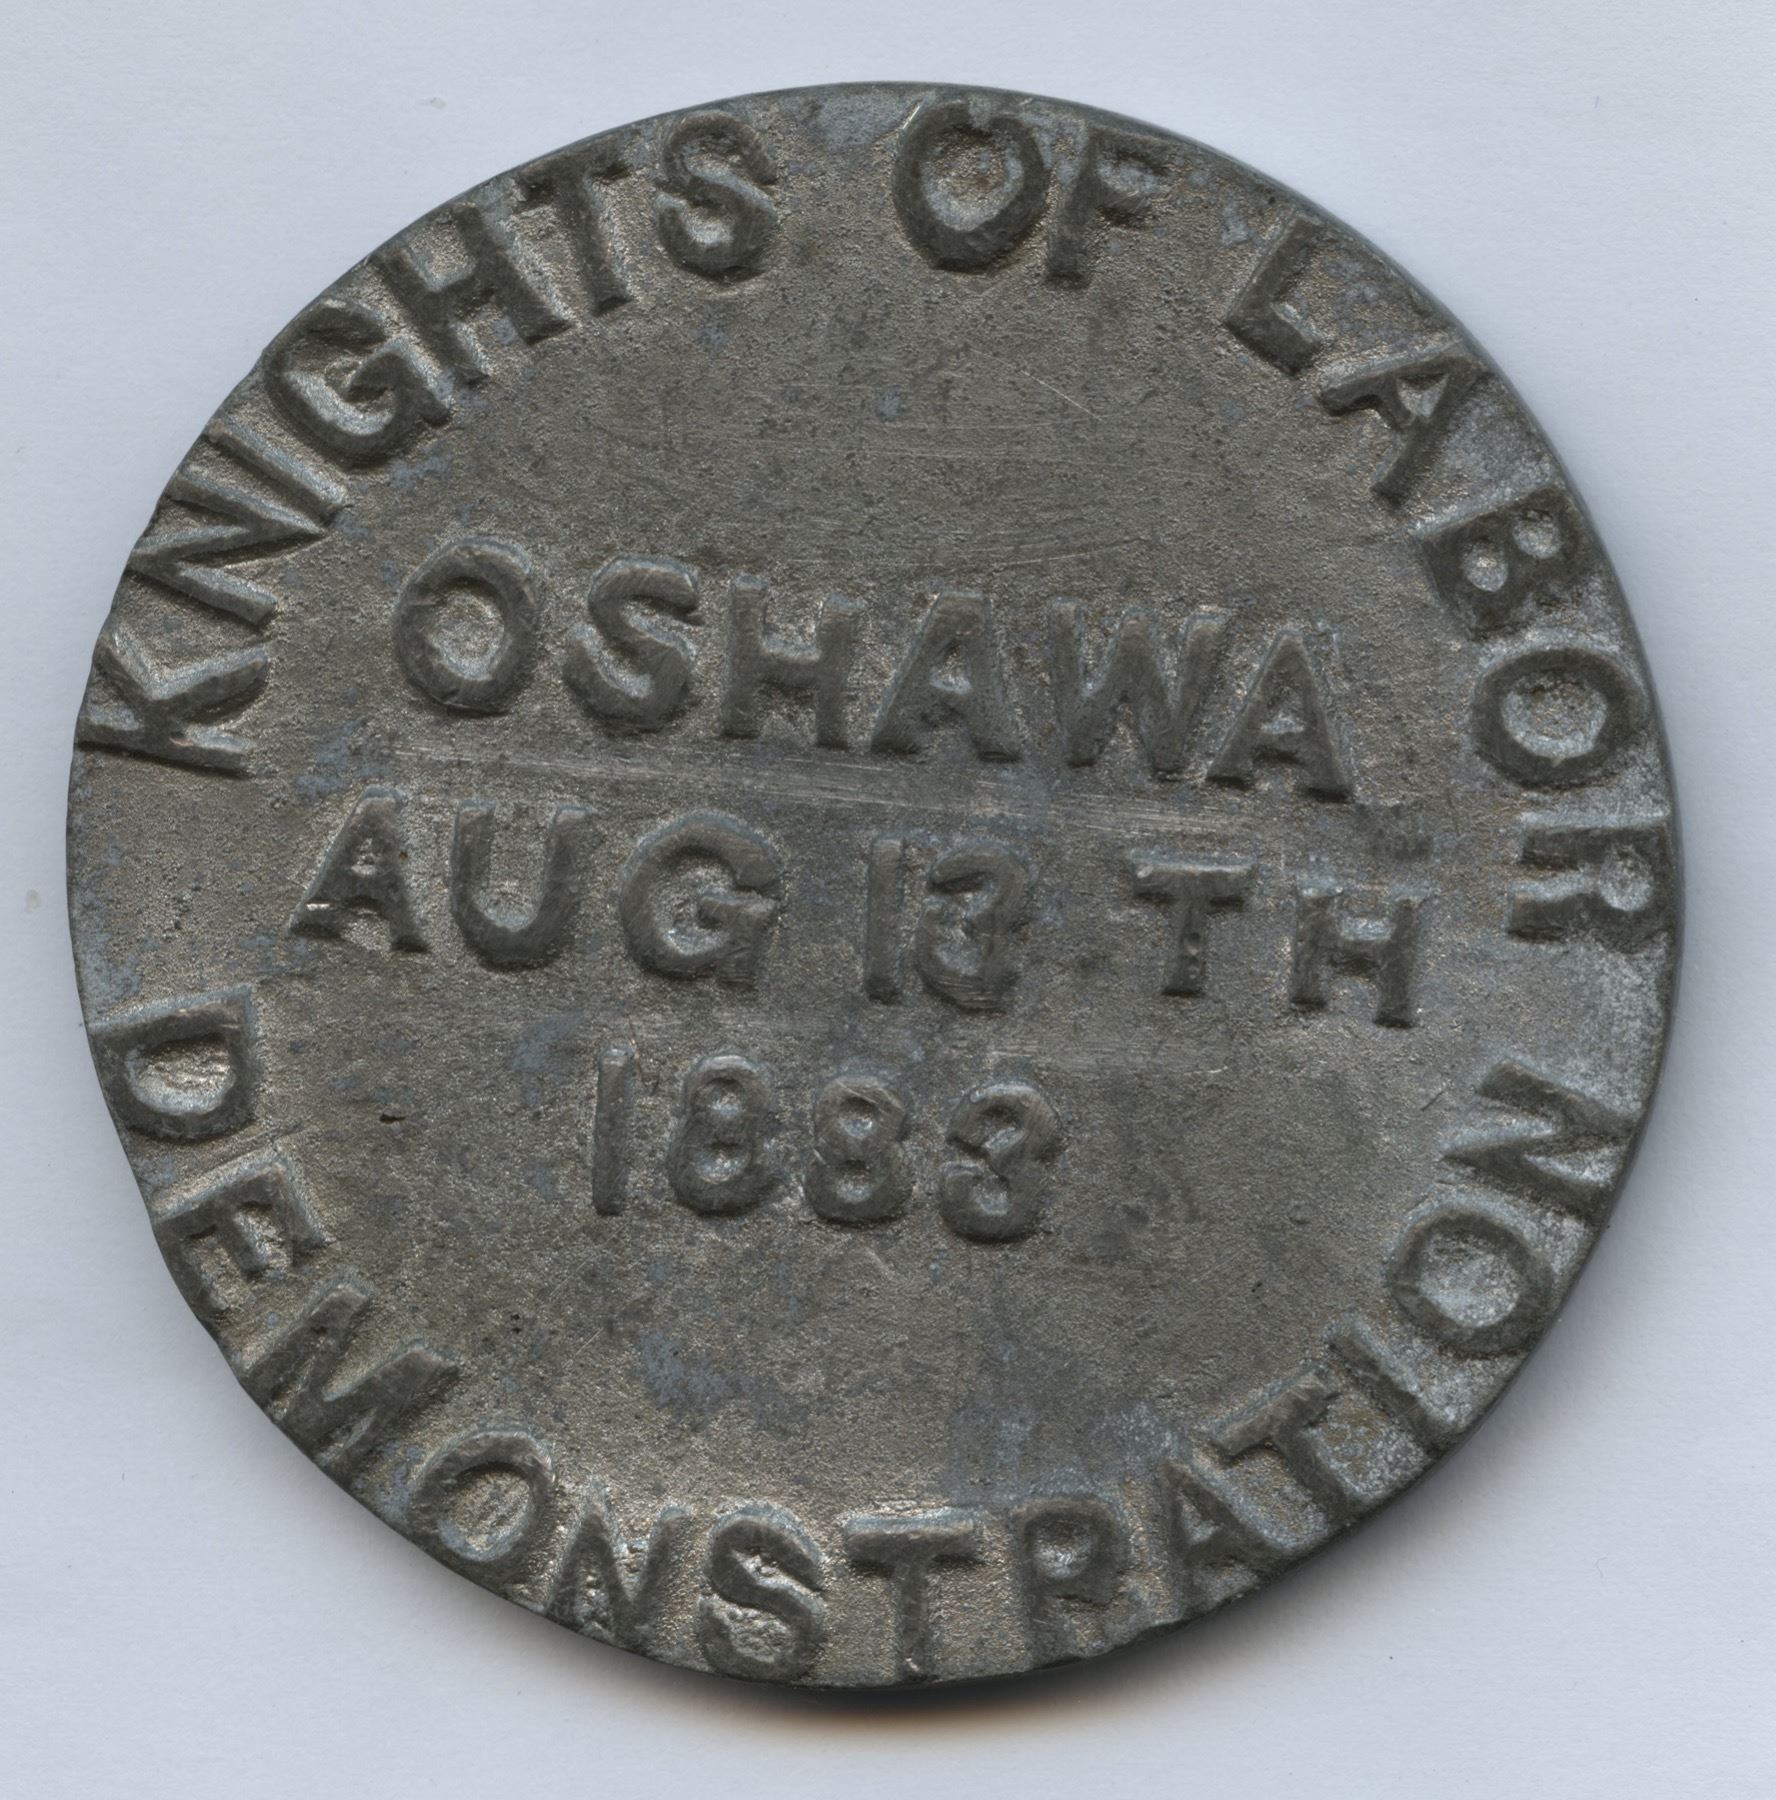 KNIGHTS OF LABOR
OSHAWA
AUG 13 TH
1883
DEMONSTRATION